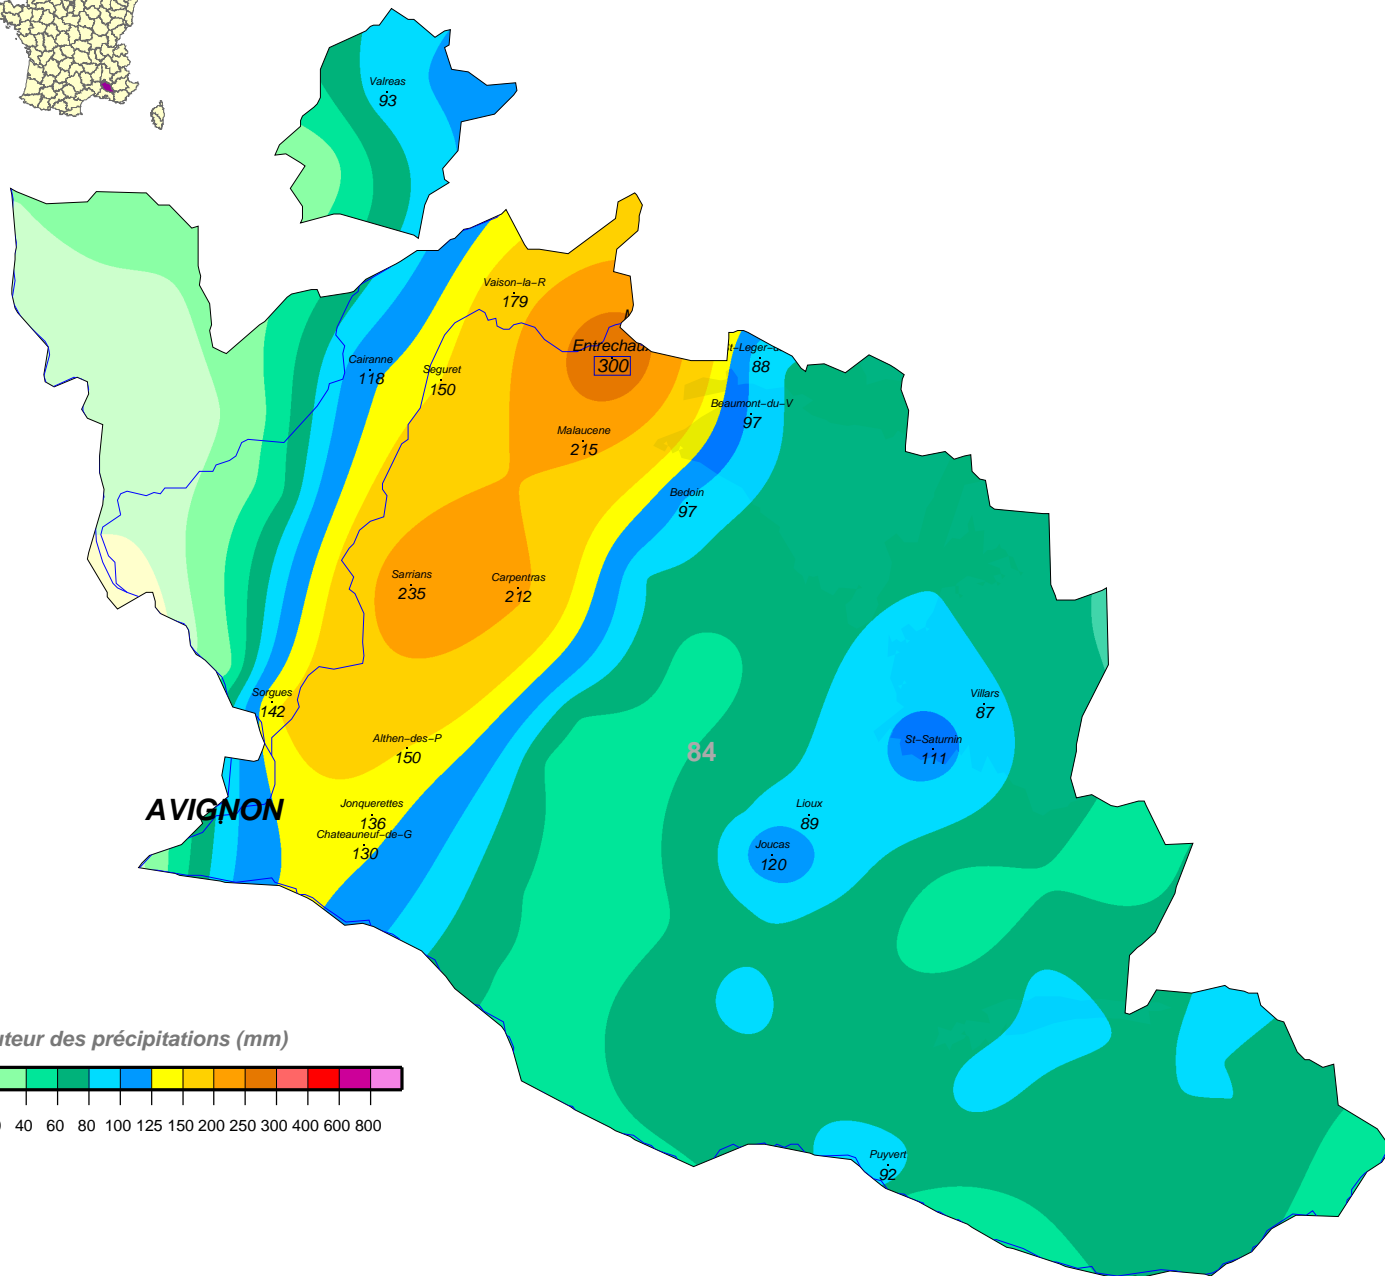 Valreas
93
Vaison-la-R
179
Entrechau
300
Cairanne
118
Seguret
150
t-Leger-
88
Beaumont-du-V
97
Malaucene
215
Bedoin
97
Sarrians
235
Carpentras
212
Sorgues
142
Villars
87
Althen-des-P
150
84
St-Saturnin
111
AVIGNON
Jonquerettes
136
Chateauneuf-de-G
130
Lioux
89
Joucas
120
uteur des précipitations (mm)
40 60 80 100 125 150 200 250 300 400 600 800
Puyvert
92